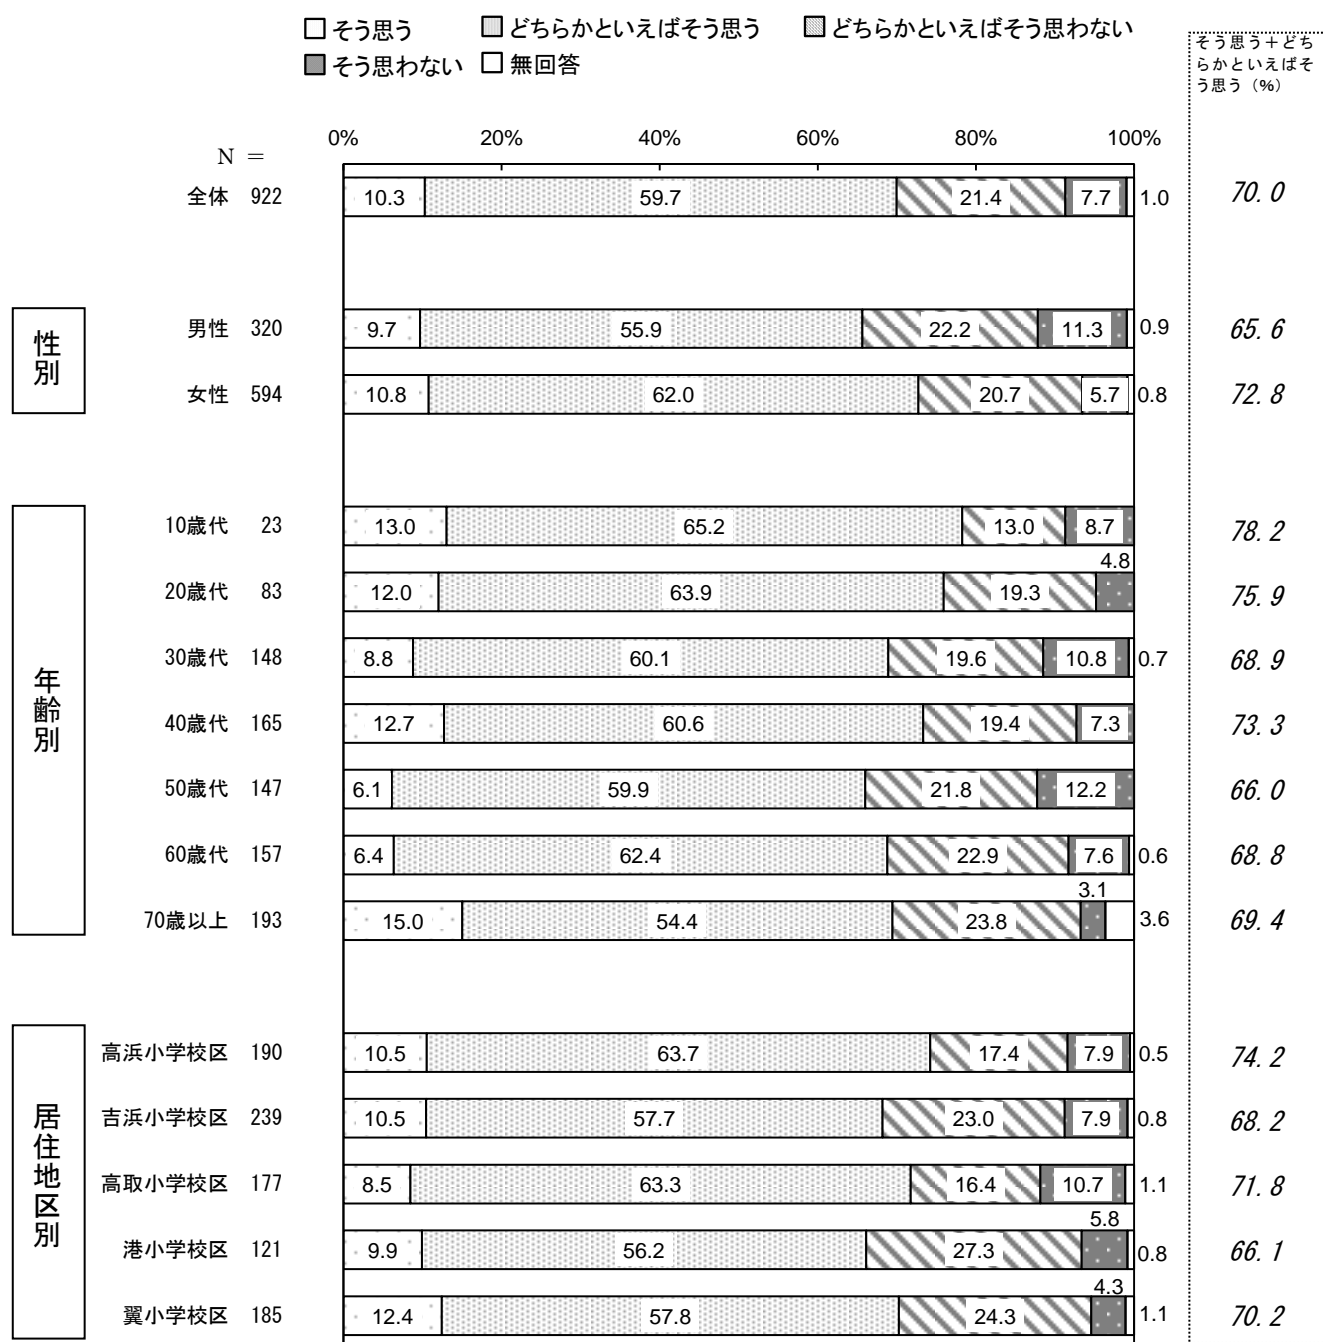 そう思う どちらかといえばそう思う どちらかといえばそう思わない
そう思わない 無回答
そう思う＋どち
らかといえばそ
う思う（%）
0% 20% 40% 60% 80% 100%
N ＝
全体 922 10.3 59.7 21.4 7.7 1.0 70.0
性別
男性 320 9.7 55.9 22.2 11.3 0.9 65.6
女性 594 10.8 62.0 20.7 5.7 0.8 72.8
年齢別
10歳代 23 13.0 65.2 13.0 8.7 78.2
20歳代 83 12.0 63.9 19.3 4.8 75.9
30歳代 148 8.8 60.1 19.6 10.8 0.7 68.9
40歳代 165 12.7 60.6 19.4 7.3 73.3
50歳代 147 6.1 59.9 21.8 12.2 66.0
60歳代 157 6.4 62.4 22.9 7.6 0.6 68.8
70歳以上 193 15.0 54.4 23.8 3.1 3.6 69.4
居住地区別
高浜小学校区 190 10.5 63.7 17.4 7.9 0.5 74.2
吉浜小学校区 239 10.5 57.7 23.0 7.9 0.8 68.2
高取小学校区 177 8.5 63.3 16.4 10.7 1.1 71.8
港小学校区 121 9.9 56.2 27.3 5.8 0.8 66.1
翼小学校区 185 12.4 57.8 24.3 4.3 1.1 70.2